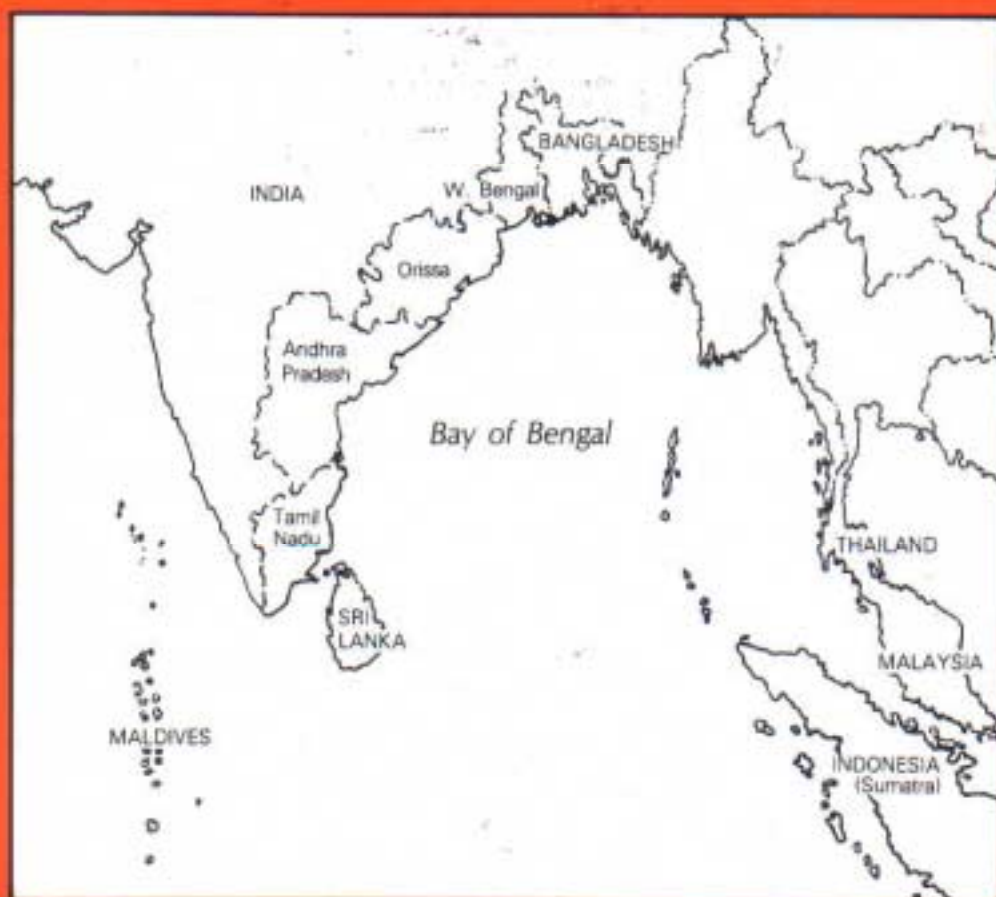 BANGLADESH
INDIA
W. Bengal
Orissa
Andhra
Pradesh
Bay of Bengal
Tamil
Nadu
THAILAND
SRI
LANKA
MALAYSIA
MALDIVES
INDONESIA
(Sumatra)